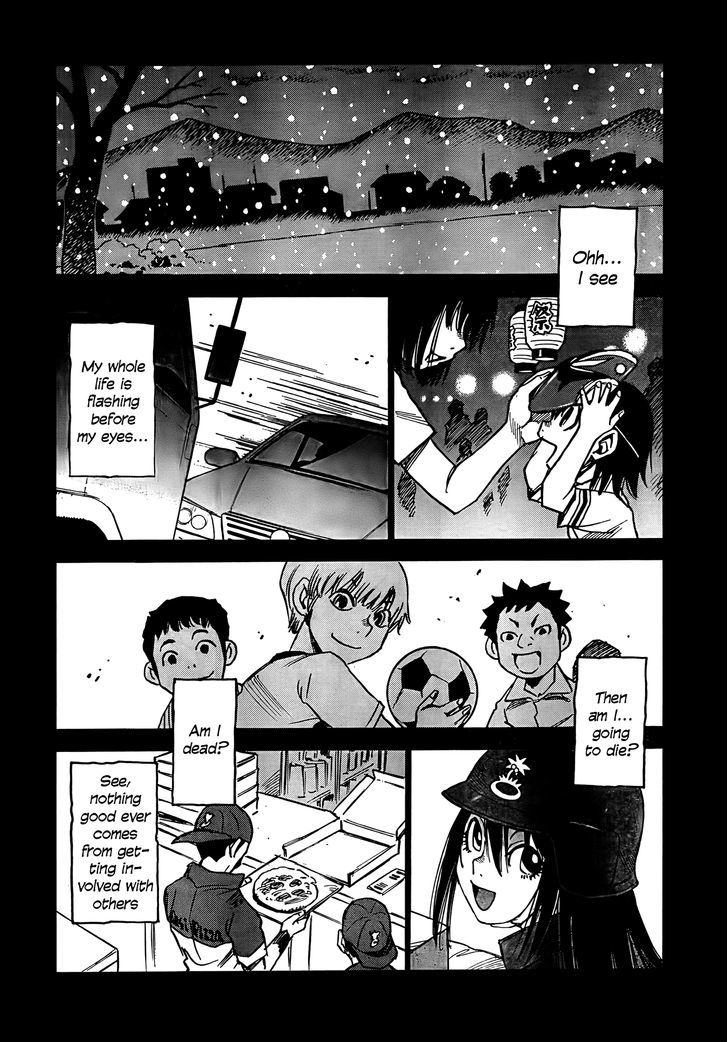 Ohh...
I see
祭
My whole
life is
flashing
before
my eyes...
Then
am I...
going
to die?
Am I
dead?
See,
nothing
good ever
comes
from get-
ting in-
volved with
others